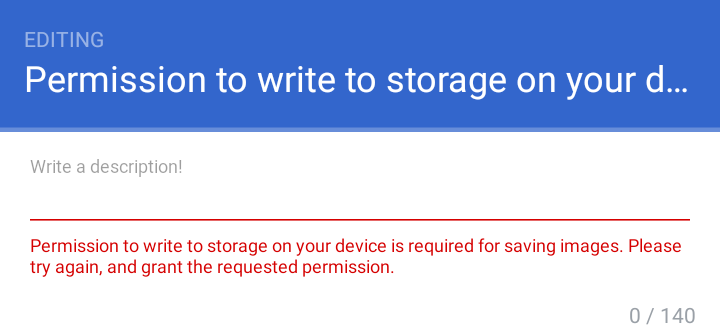 EDITING
Permission to write to storage on your d...
Write a description!
Permission to write to storage on your device is required for saving images. Please
try again, and grant the requested permission.
0 / 140